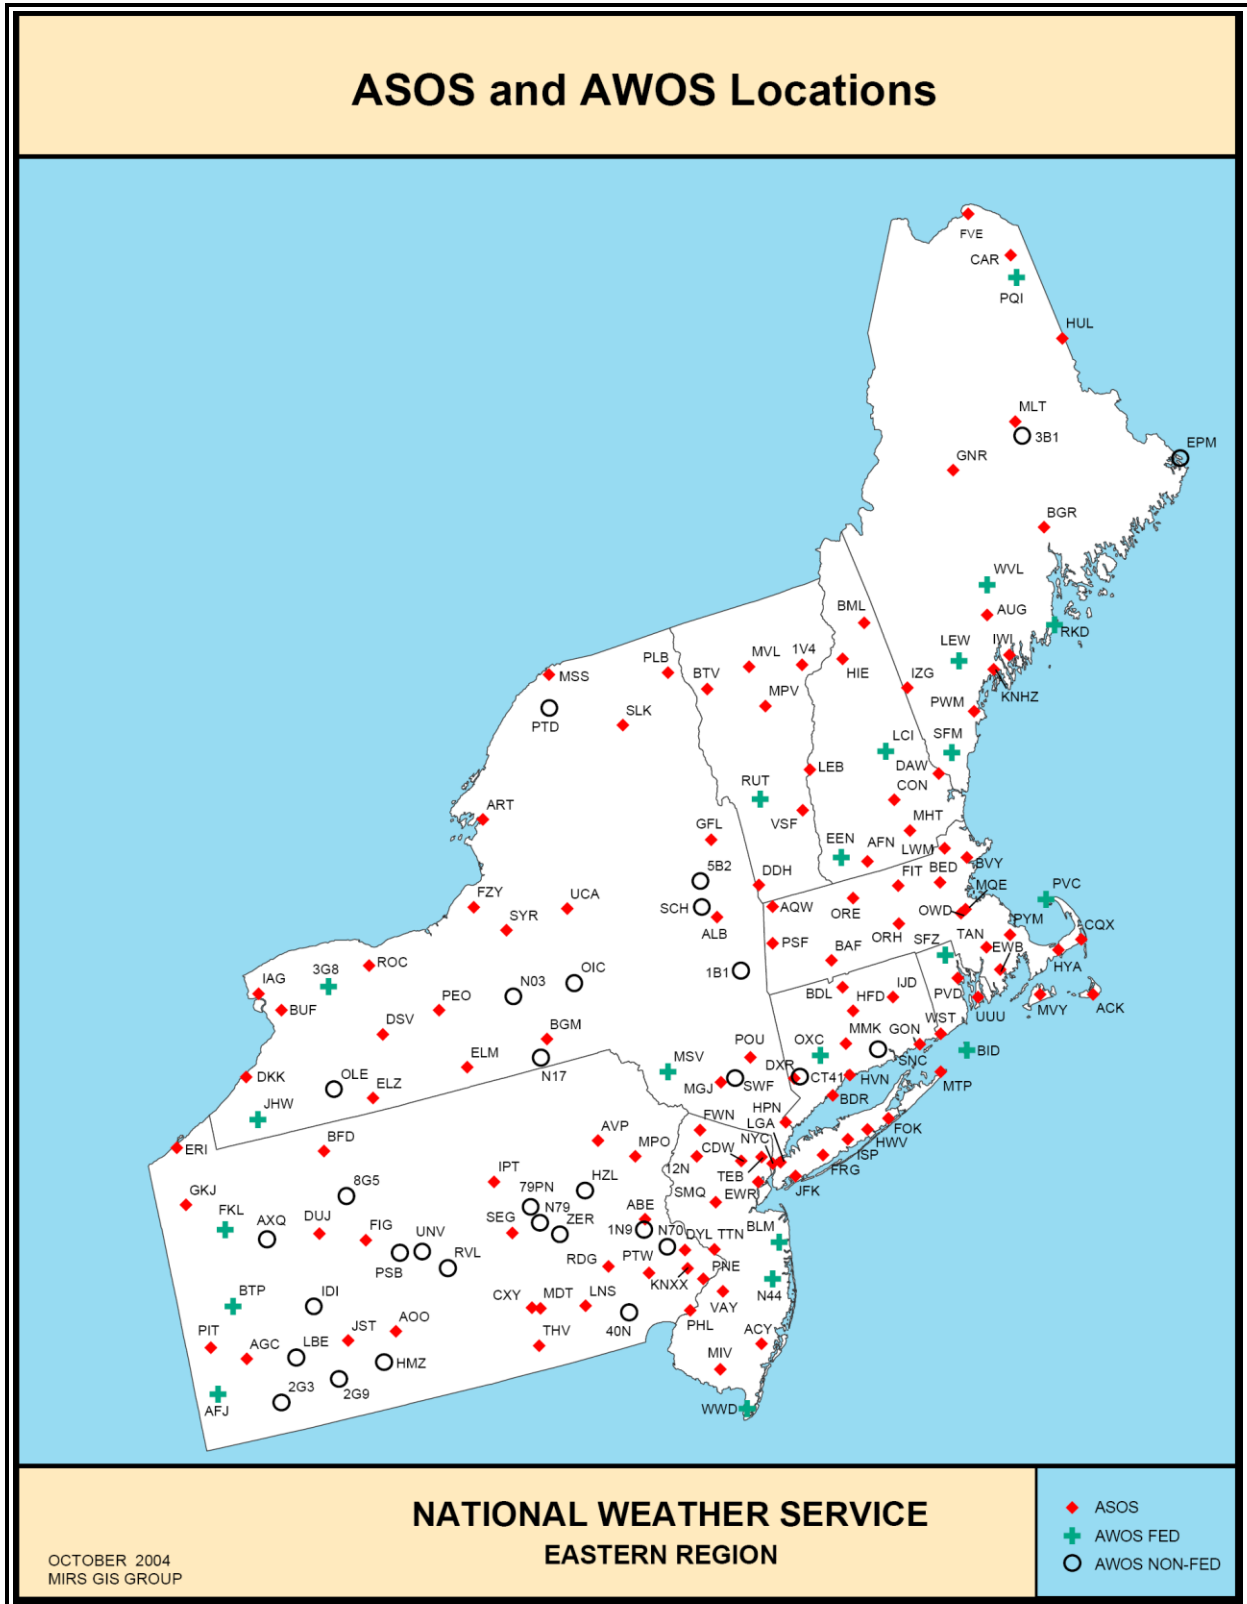 ASOS and AWOS Locations
FVE
CAR
PQI
HUL
MLT
3B1
EPM
GNR
BGR
WVL
BML
AUG
RKD
LEW
IWI
PLB
BTV
MVL
1V4
HIE
MSS
IZG
KNHZ
MPV
PWM
PTD
SLK
LCI
SFM
DAW
LEB
RUT
CON
ART
VSF
MHT
GFL
EEN
AFN
LWM
BVY
5B2
DDH
FIT
BED
MQE
PVC
FZY
UCA
SCH
AQW
ORE
OWD
SYR
ALB
ORH
SFZ
TAN
PYM
CQX
PSF
BAF
EWB
HYA
ROC
3G8
OIC
1B1
IAG
N03
BDL
HFD
IJD
PVD
UUU
MVY
ACK
BUF
PEO
DSV
BGM
POU
OXC
MMK
GON
WST
BID
ELM
MSV
DXR
SNC
DKK
OLE
N17
MGJ
SWF
CT41
HVN
MTP
ELZ
BDR
JHW
HPN
FWN
LGA
FOK
AVP
NYC
HWV
ERI
BFD
MPO
CDW
ISP
12N
TEB
FRG
IPT
HZL
JFK
8G5
79PN
SMQ
EWR
GKJ
FKL
AXQ
DUJ
FIG
UNV
SEG
N79
ZER
ABE
1N9
N70
DYL
TTN
BLM
PSB
RVL
RDG
PTW
KNXX
PNE
BTP
IDI
CXY
MDT
LNS
VAY
N44
PIT
AGC
LBE
JST
AOO
THV
40N
PHL
ACY
HMZ
MIV
AFJ
2G3
2G9
WWD
NATIONAL WEATHER SERVICE
EASTERN REGION
OCTOBER 2004
MIRS GIS GROUP
ASOS
AWOS FED
AWOS NON-FED